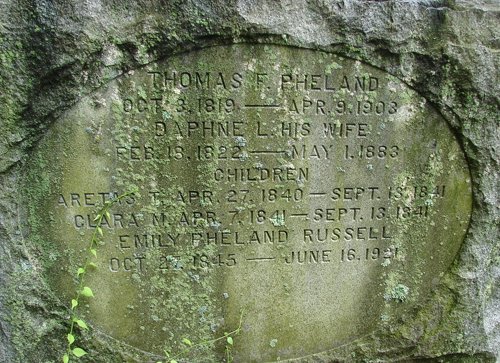 THOMAS F. PHELAND
OCT. 3. 1819 — APR. 9. 1903
DAPHNE L. HIS WIFE
FEB. 13. 1822 — MAY 1. 1883
CHILDREN
ARETAS T. APR. 27. 1840 — SEPT. 13. 1841
CLARA M. APR. 7. 1841 — SEPT. 13. 1841
EMILY PHELAND RUSSELL
OCT. 27. 1845 — JUNE 16. 1921